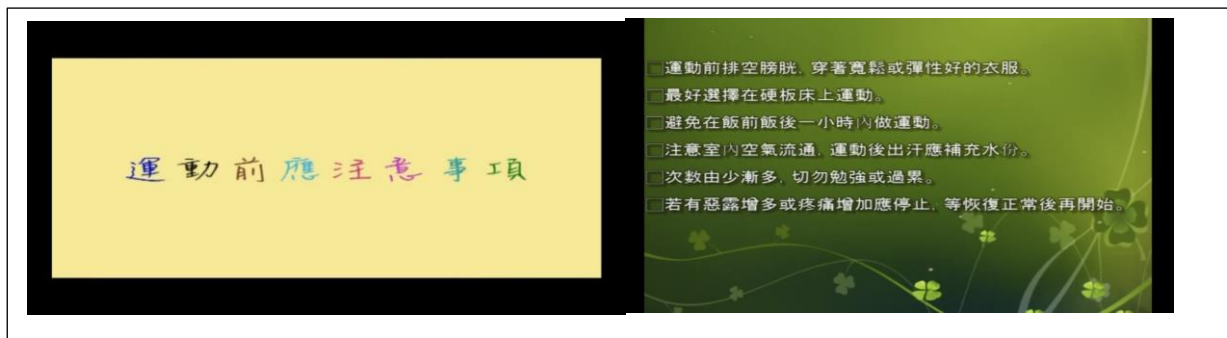 運動前應注意事項
運動前排空膀胱, 穿著寬鬆或彈性好的衣服。
最好選擇在硬板床上運動。
避免在飯前飯後一小時內做運動。
注意室內空氣流通, 運動後出汗應補充水份。
次数由少漸多, 切勿勉強或過累。
若有惡露增多或疼痛增加應停止, 等恢復正常後再開始。